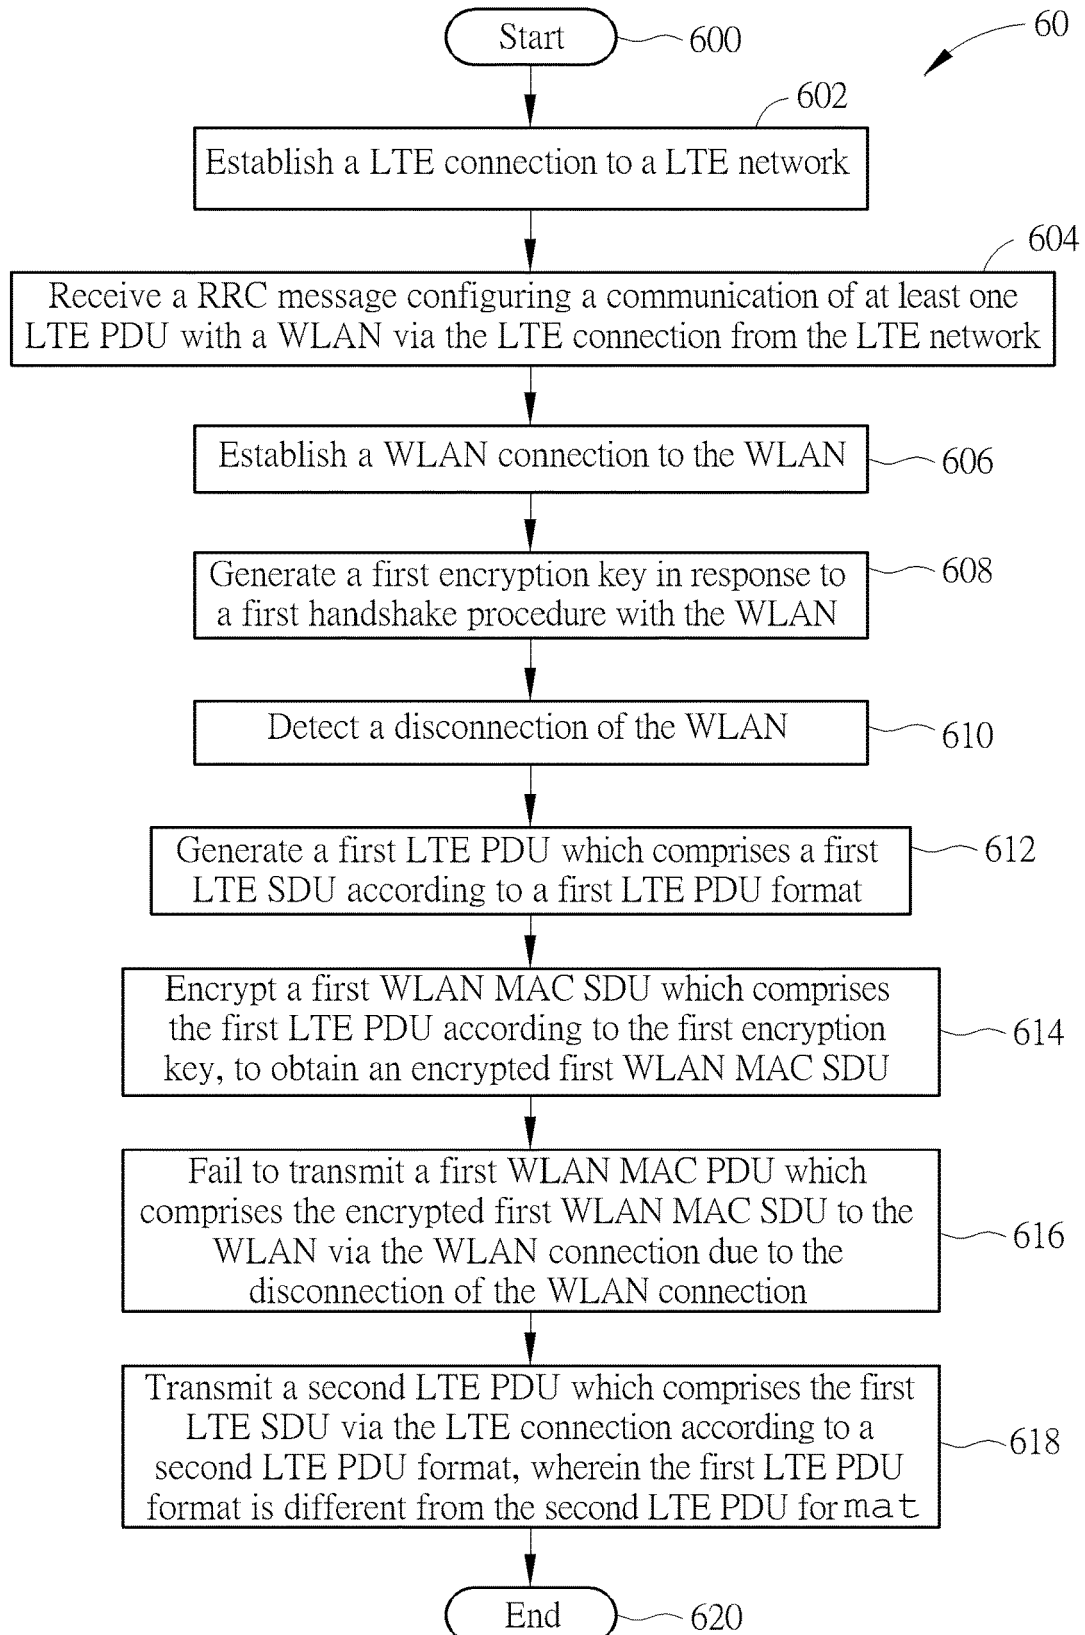 Start
600
60
602
Establish a LTE connection to a LTE network
604
Receive a RRC message configuring a communication of at least one
LTE PDU with a WLAN via the LTE connection from the LTE network
Establish a WLAN connection to the WLAN
606
Generate a first encryption key in response to
a first handshake procedure with the WLAN
608
Detect a disconnection of the WLAN
610
Generate a first LTE PDU which comprises a first
LTE SDU according to a first LTE PDU format
612
Encrypt a first WLAN MAC SDU which comprises
the first LTE PDU according to the first encryption
key, to obtain an encrypted first WLAN MAC SDU
614
Fail to transmit a first WLAN MAC PDU which
comprises the encrypted first WLAN MAC SDU to the
WLAN via the WLAN connection due to the
disconnection of the WLAN connection
616
Transmit a second LTE PDU which comprises the first
LTE SDU via the LTE connection according to a
second LTE PDU format, wherein the first LTE PDU
format is different from the second LTE PDU format
618
End
620